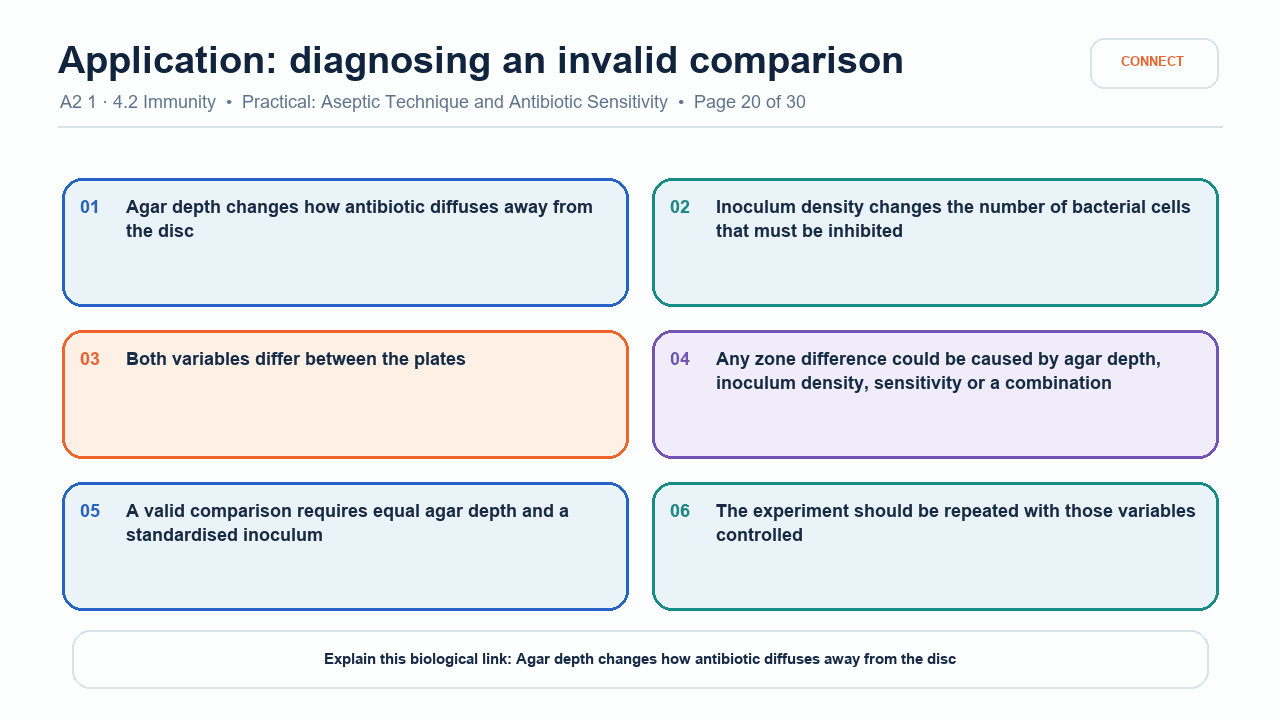 Application: diagnosing an invalid comparison
CONNECT
A2 1 · 4.2 Immunity • Practical: Aseptic Technique and Antibiotic Sensitivity • Page 20 of 30
01 Agar depth changes how antibiotic diffuses away from
the disc
02 Inoculum density changes the number of bacterial cells
that must be inhibited
03 Both variables differ between the plates
04 Any zone difference could be caused by agar depth,
inoculum density, sensitivity or a combination
05 A valid comparison requires equal agar depth and a
standardised inoculum
06 The experiment should be repeated with those variables
controlled
Explain this biological link: Agar depth changes how antibiotic diffuses away from the disc